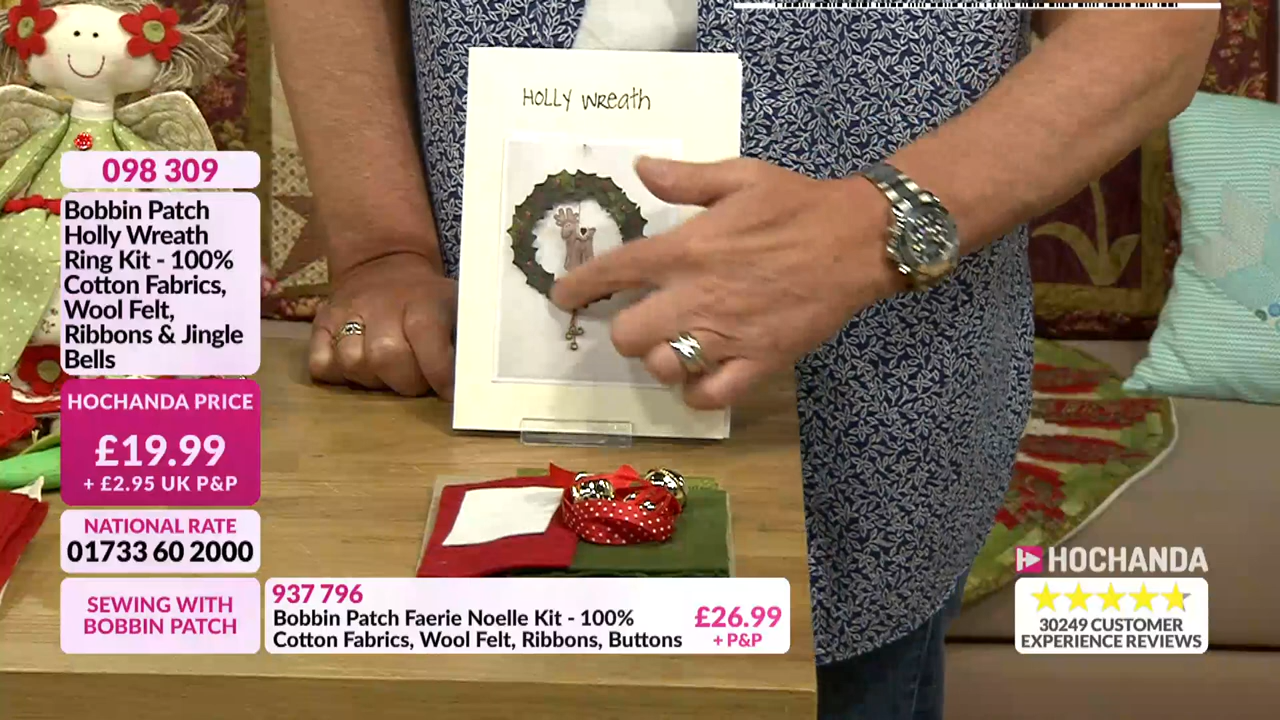 HOLLY WREATH
098 309
Bobbin Patch
Holly Wreath
Ring Kit - 100%
Cotton Fabrics,
Wool Felt,
Ribbons & Jingle
Bells
HOCHANDA PRICE
£19.99
+ £2.95 UK P&P
NATIONAL RATE
01733 60 2000
SEWING WITH
BOBBIN PATCH
937 796
Bobbin Patch Faerie Noelle Kit - 100%
Cotton Fabrics, Wool Felt, Ribbons, Buttons
£26.99
+ P&P
HOCHANDA
30249 CUSTOMER
EXPERIENCE REVIEWS